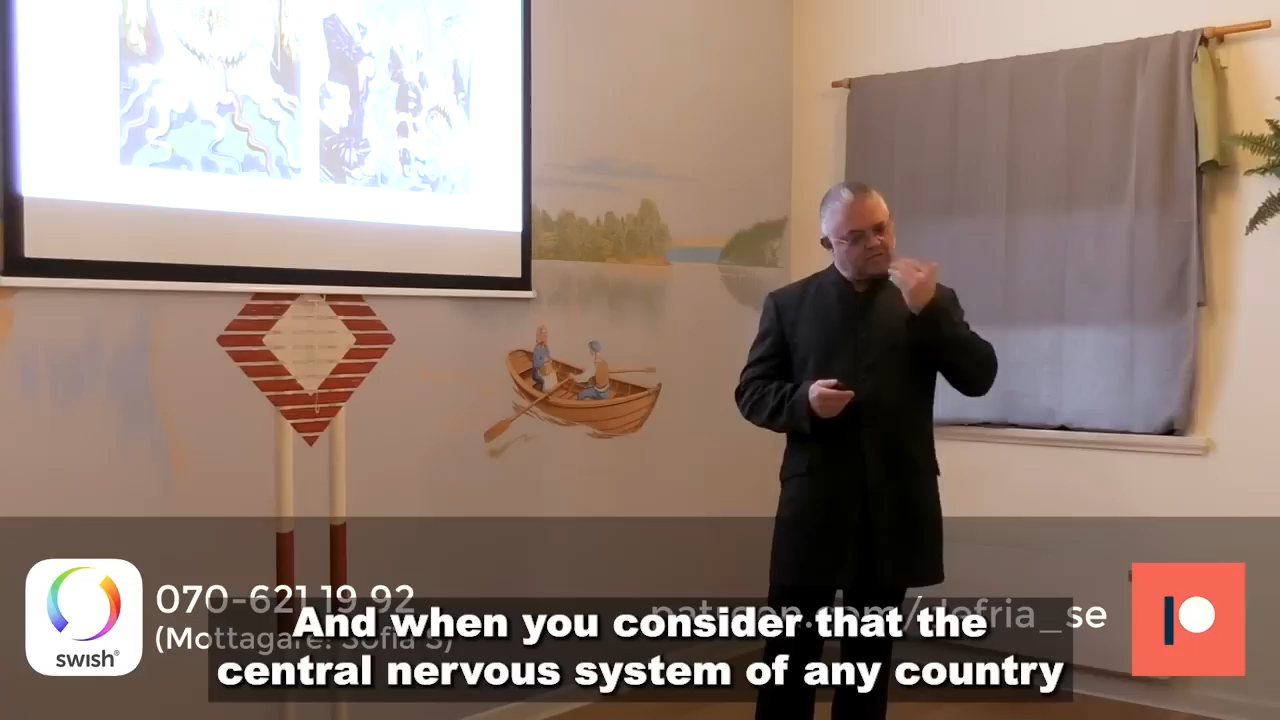 070-621 19 92
(Mottagare: Sofia S)
swish®
patreon.com/defria_se
And when you consider that the
central nervous system of any country